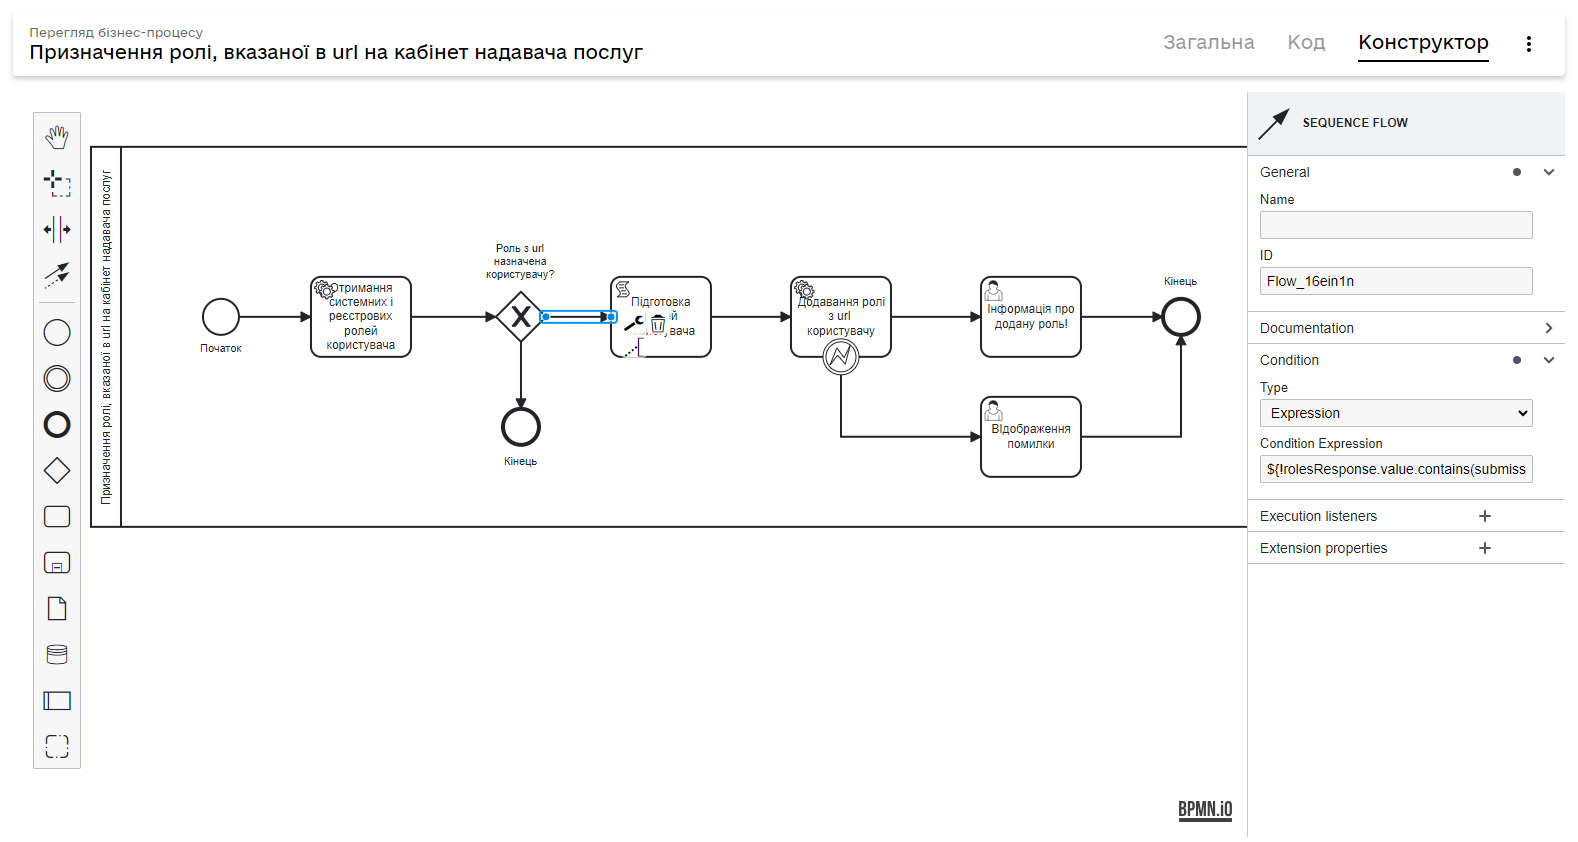 Перегляд бізнес-процесу
Призначення ролі, вказаної в url на кабінет надавача послуг
Загальна
Код
Конструктор
Призначення ролі, вказаної в url на кабінет надавача послуг
Початок
Отримання
системних і
реєстрових
ролей
користувача
Роль з url
назначена
користувачу?
X
Кінець
Підготовка
й
вача
Додавання ролі
з url
користувачу
Інформація про
додану роль!
Відображення
помилки
Кінець
BPMN.iO
SEQUENCE FLOW
General
Name
ID
Flow_16ein1n
Documentation
Condition
Type
Expression
Condition Expression
${!rolesResponse.value.contains(submiss
Execution listeners
Extension properties